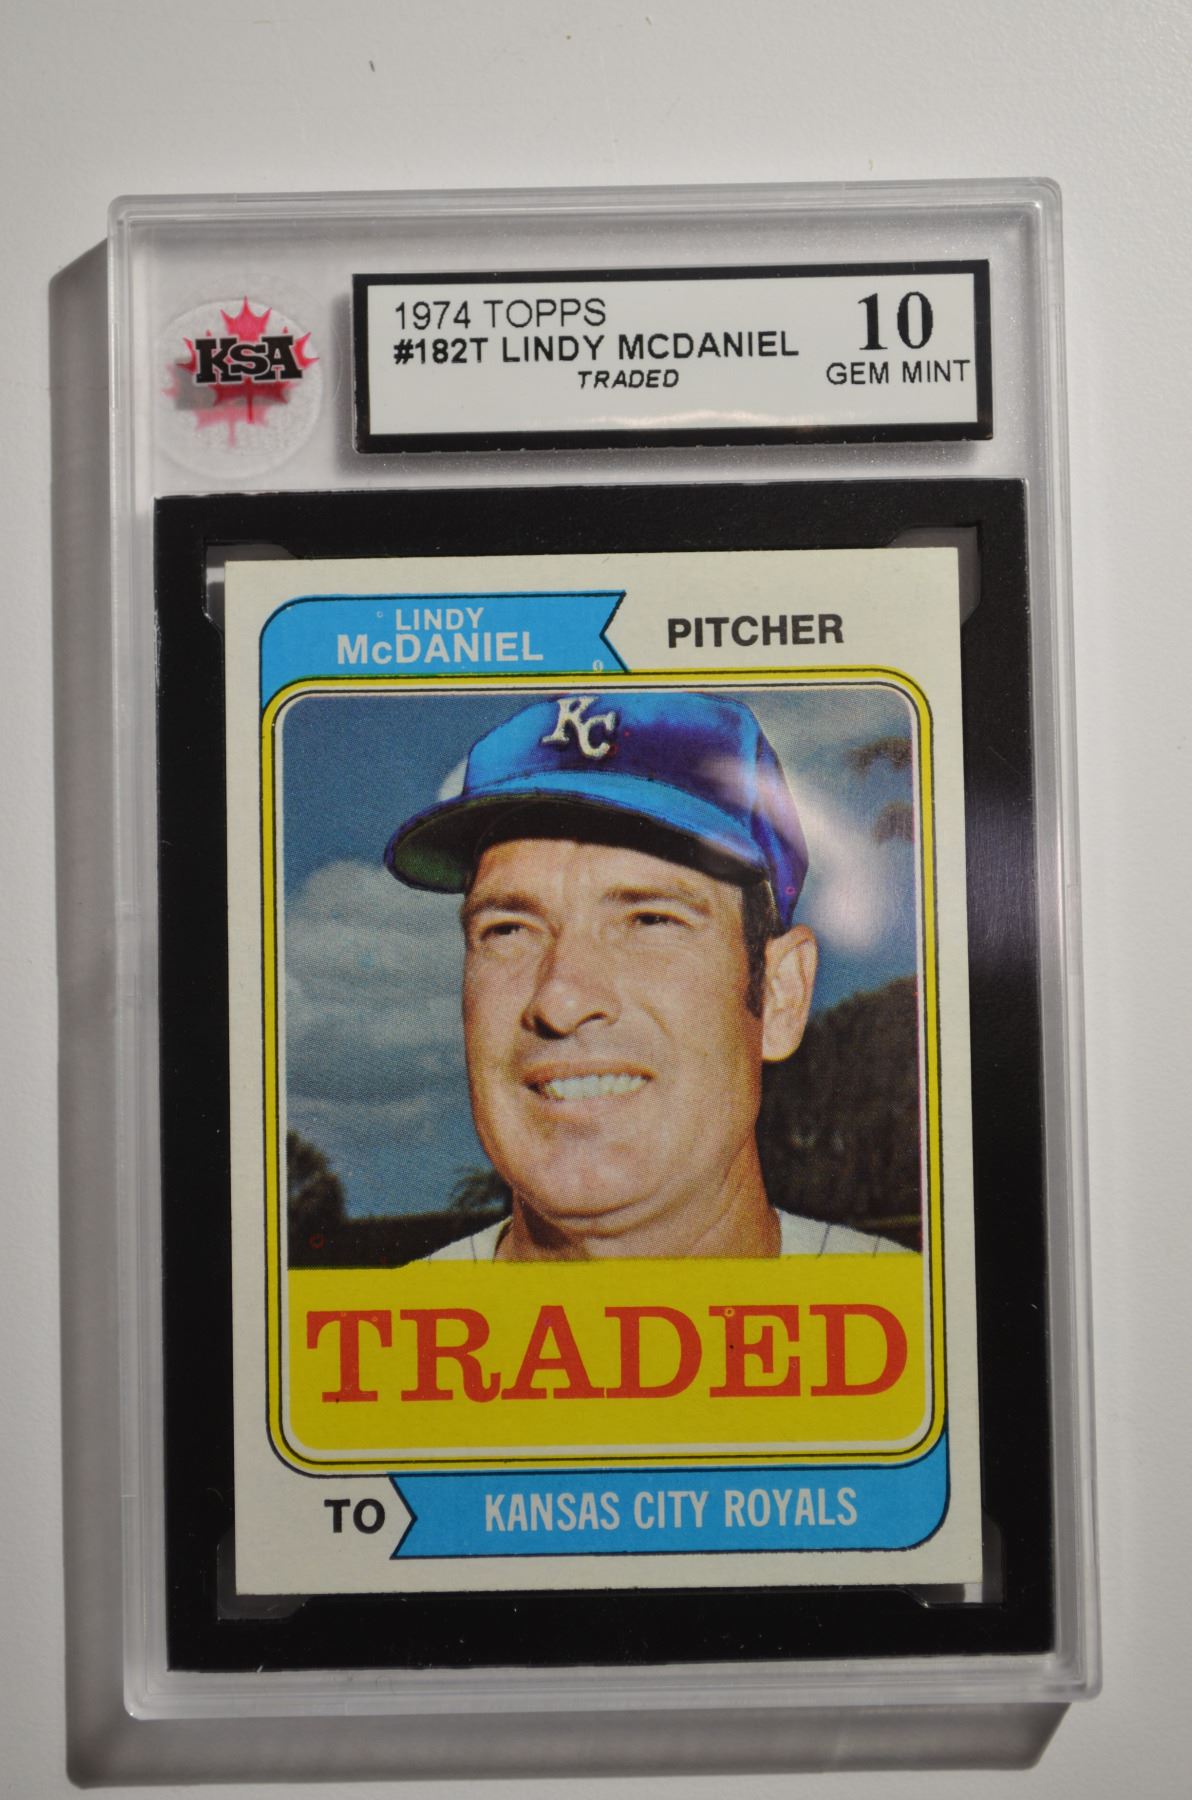 KSA
1974 TOPPS
#182T LINDY MCDANIEL
TRADED
10
GEM MINT
LINDY
McDANIEL
PITCHER
KC
TRADED
TO
KANSAS CITY ROYALS